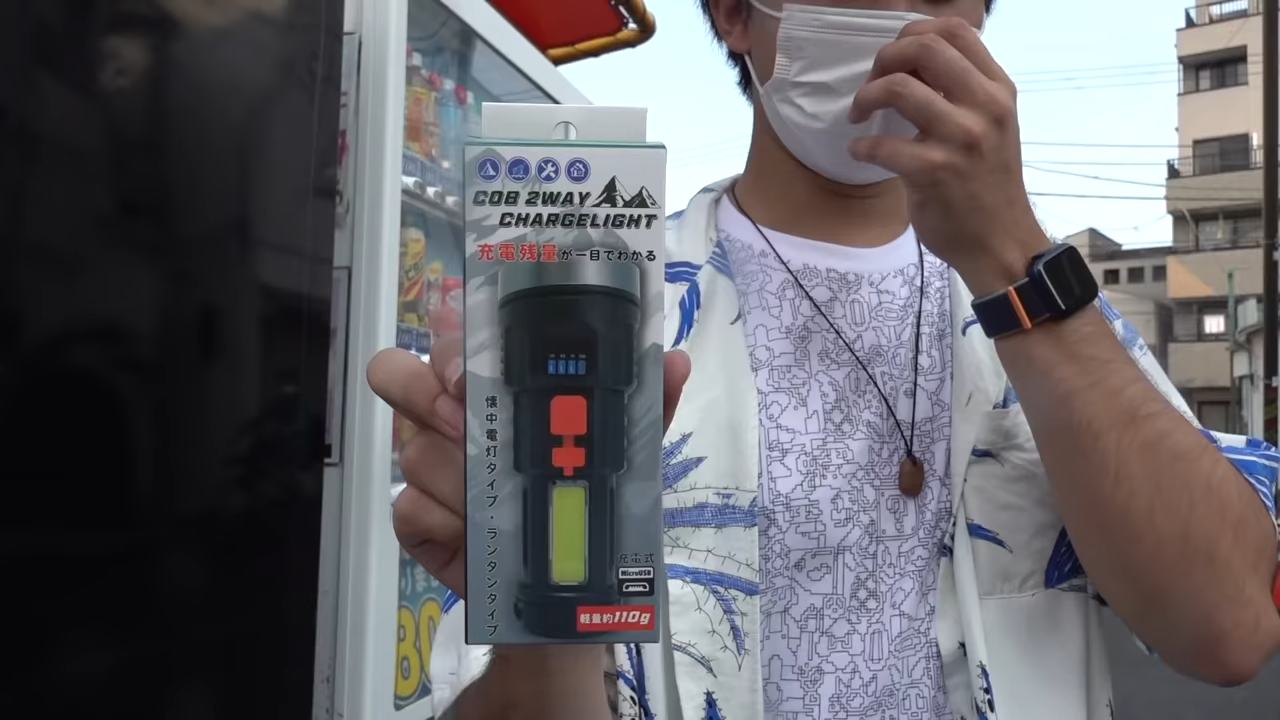 COB 2WAY
CHARGELIGHT
充電残量が一目でわかる
懐中電灯タイプ・ランタンタイプ
充電式
MicroUSB
軽量約110g
80